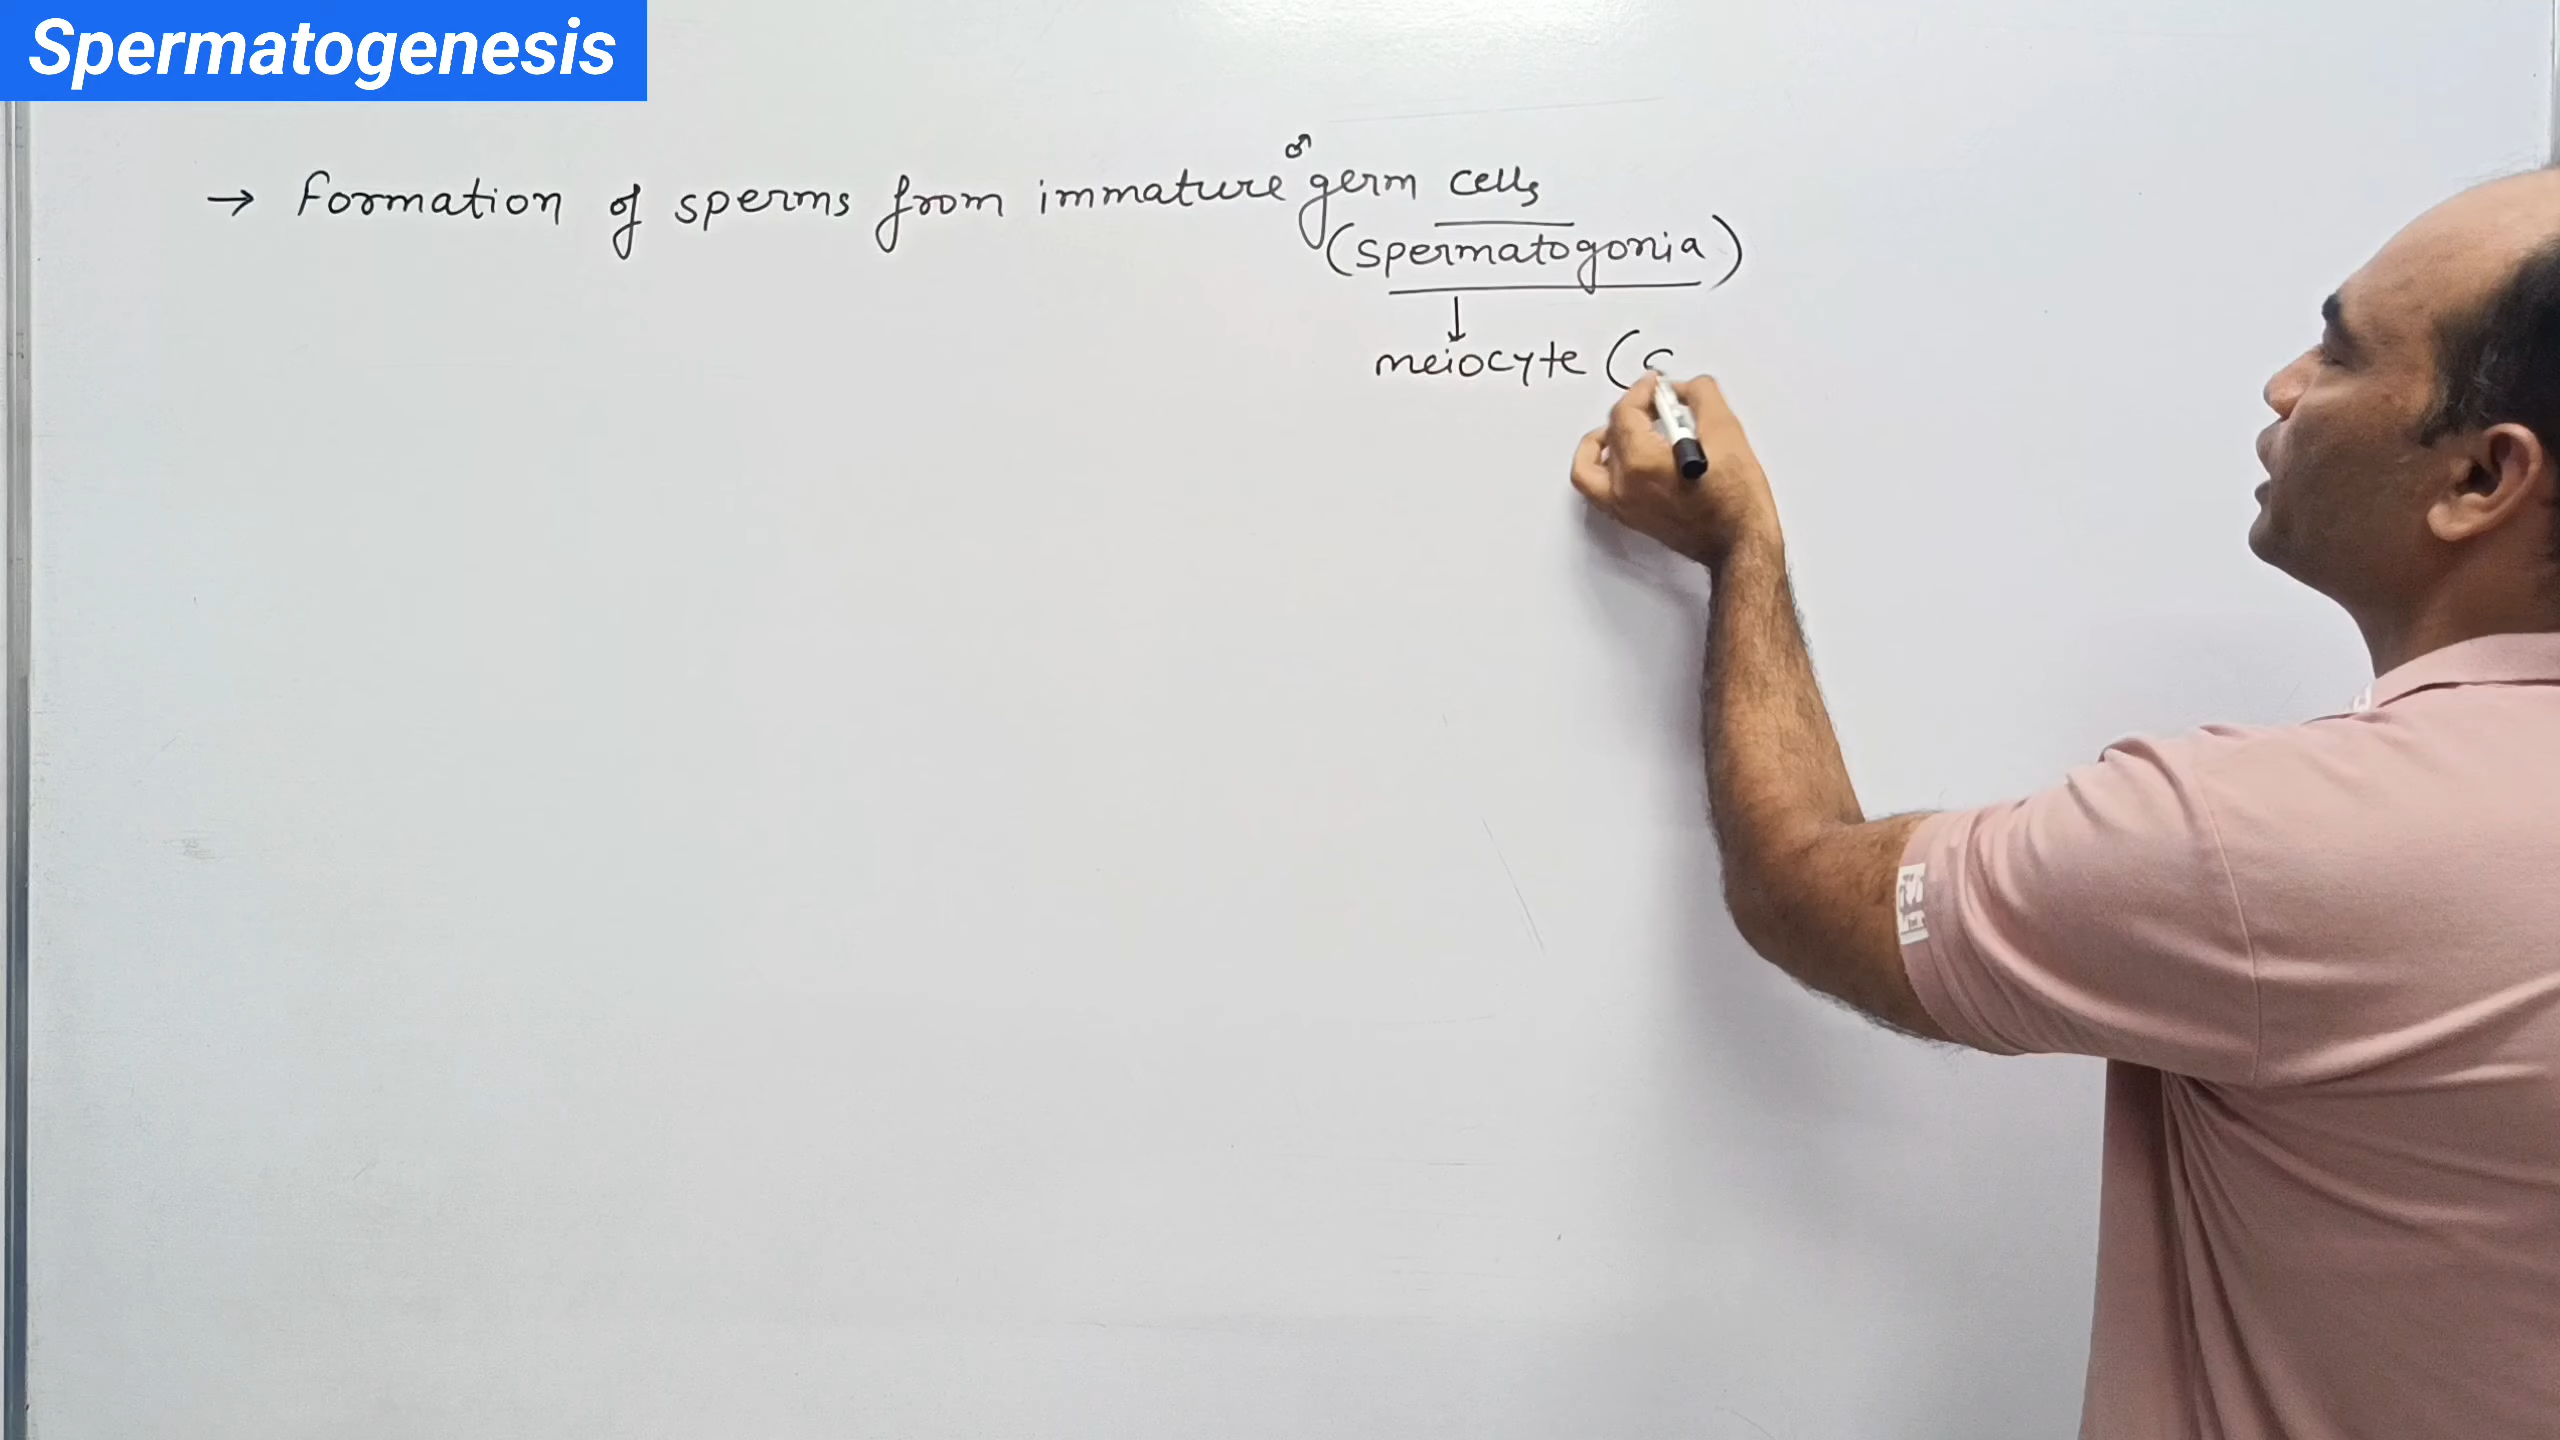 Spermatogenesis
♂
→ Formation of sperms from immature germ cells
(spermatogonia)
↓
meiocyte (